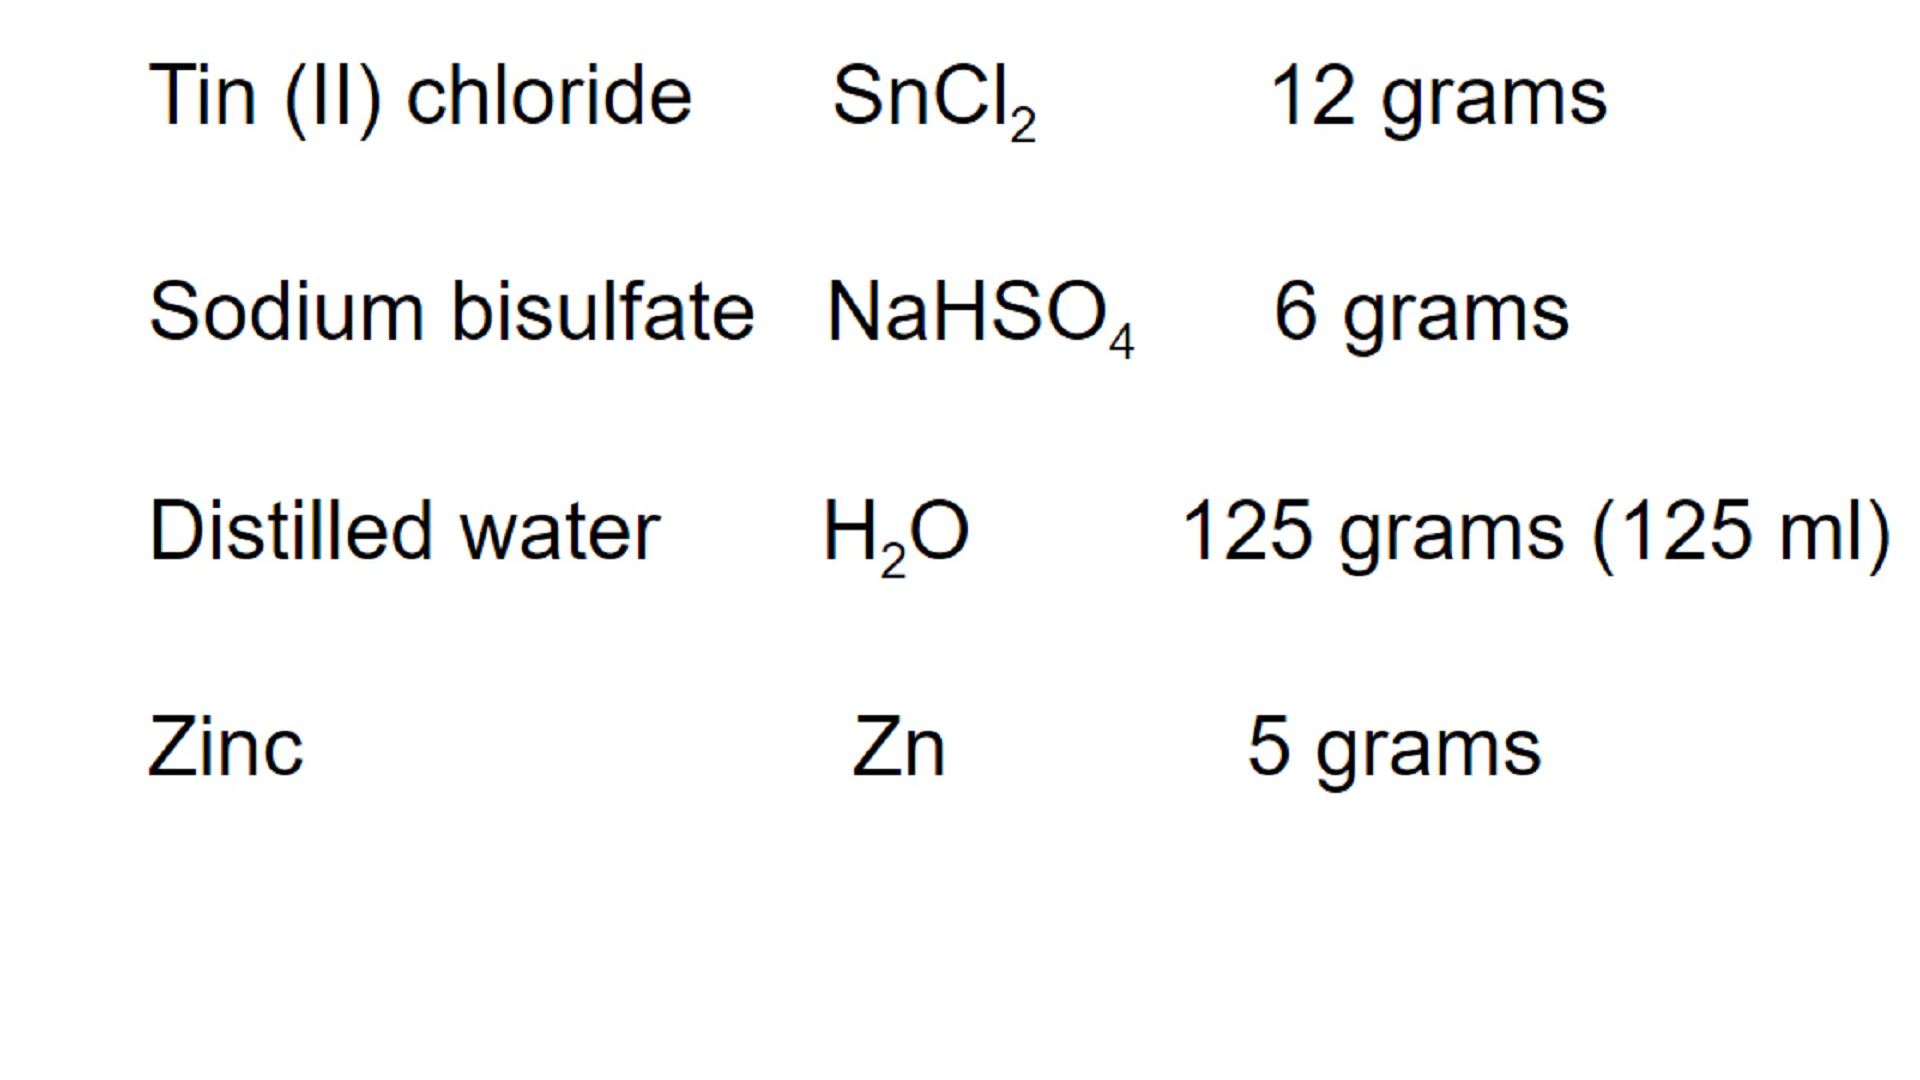 Tin (II) chloride SnCl₂ 12 grams
Sodium bisulfate NaHSO₄ 6 grams
Distilled water H₂O 125 grams (125 ml)
Zinc Zn 5 grams